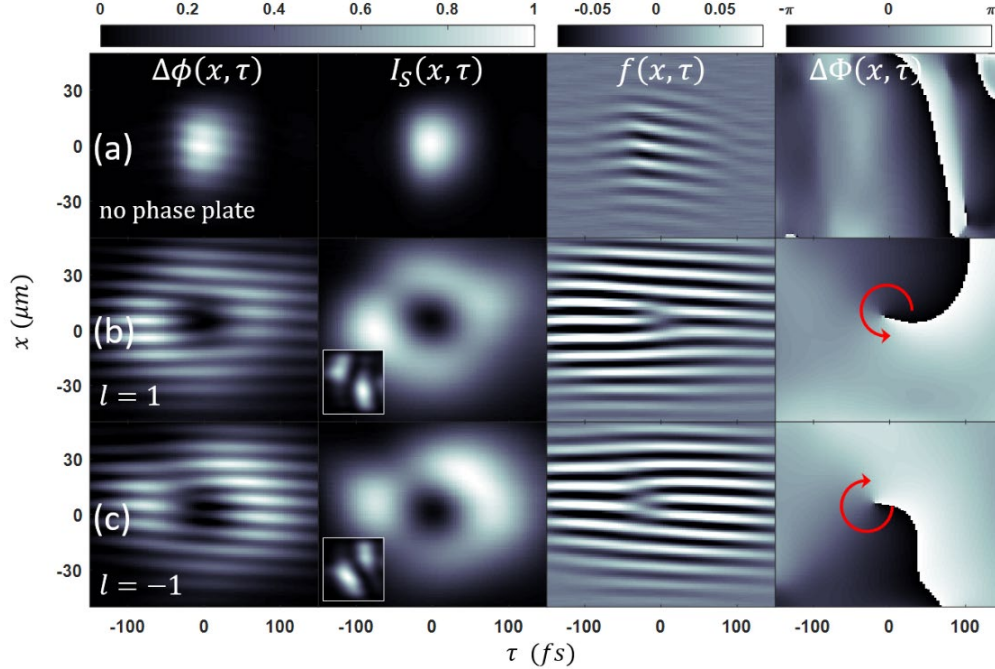 0 0.2 0.4 0.6 0.8 1
-0.05 0 0.05
-π 0 π
Δϕ(x, τ) I_S(x, τ) f(x, τ) ΔΦ(x, τ)
30
(a) 0
-30
no phase plate
30
(b) 0
-30
l = 1
30
(c) 0
-30
l = −1
x (μm)
-100 0 100 -100 0 100 -100 0 100 -100 0 100
τ (fs)